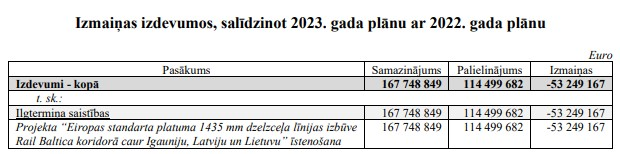 Izmaiņas izdevumos, salīdzinot 2023. gada plānu ar 2022. gada plānu
Euro
Pasākums Samazinājums Palielinājums Izmaiņas
Izdevumi - kopā 167 748 849 114 499 682 -53 249 167
t. sk.:
Ilgtermiņa saistības 167 748 849 114 499 682 -53 249 167
Projekta “Eiropas standarta platuma 1435 mm dzelzceļa līnijas izbūve 167 748 849 114 499 682 -53 249 167
Rail Baltica koridorā caur Igauniju, Latviju un Lietuvu” īstenošana